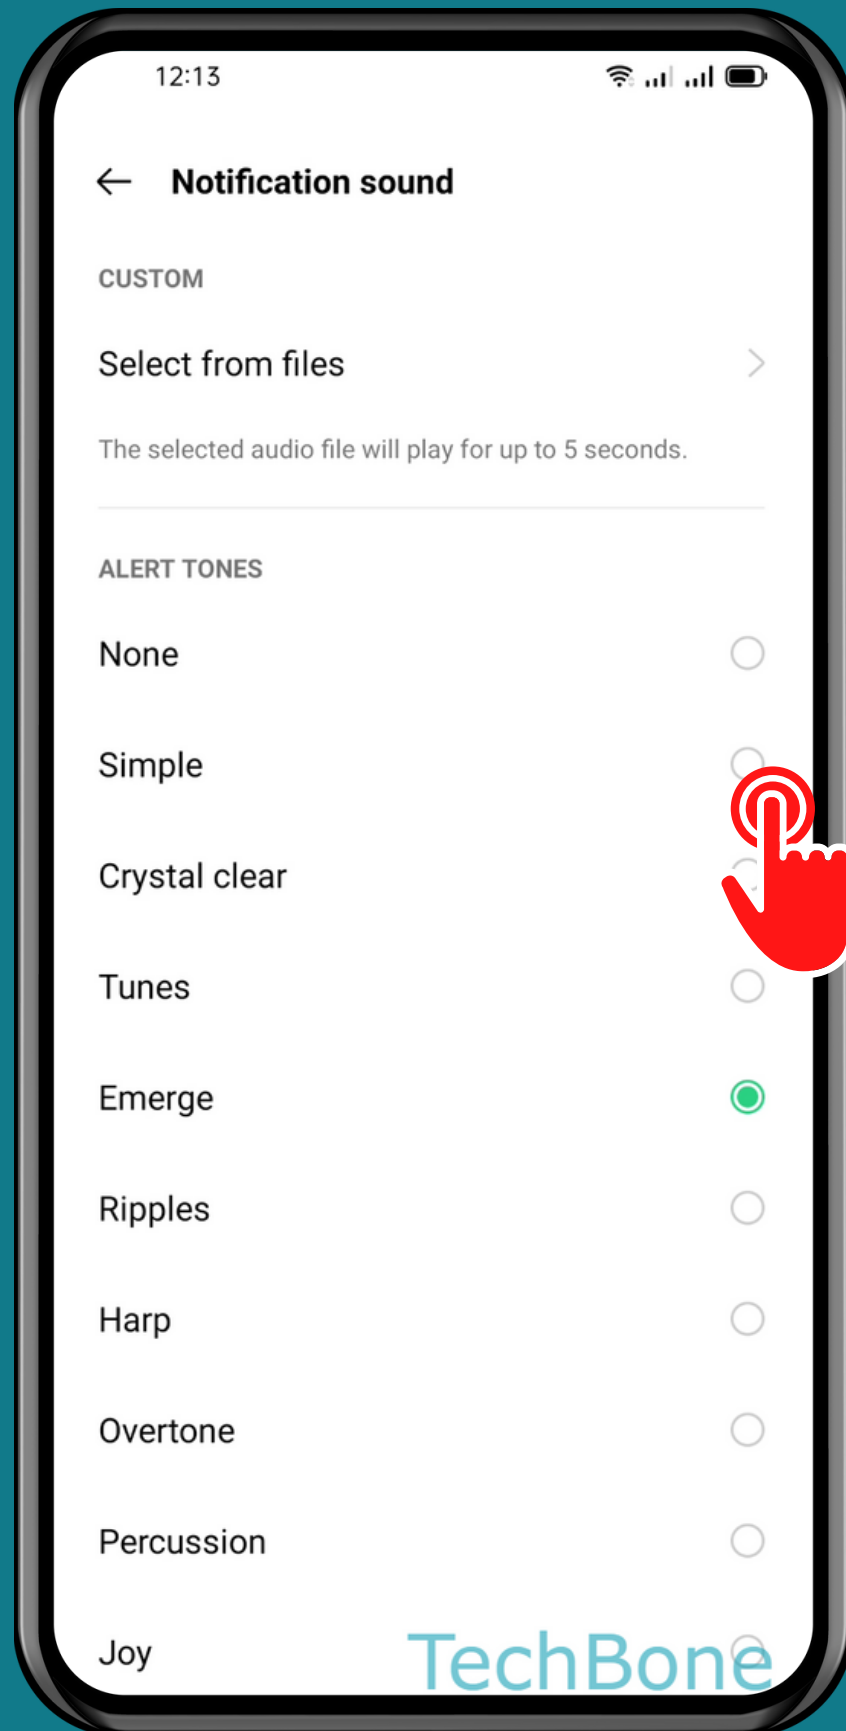 12:13
Notification sound
CUSTOM
Select from files
The selected audio file will play for up to 5 seconds.
ALERT TONES
None
Simple
Crystal clear
Tunes
Emerge
Ripples
Harp
Overtone
Percussion
Joy
TechBone